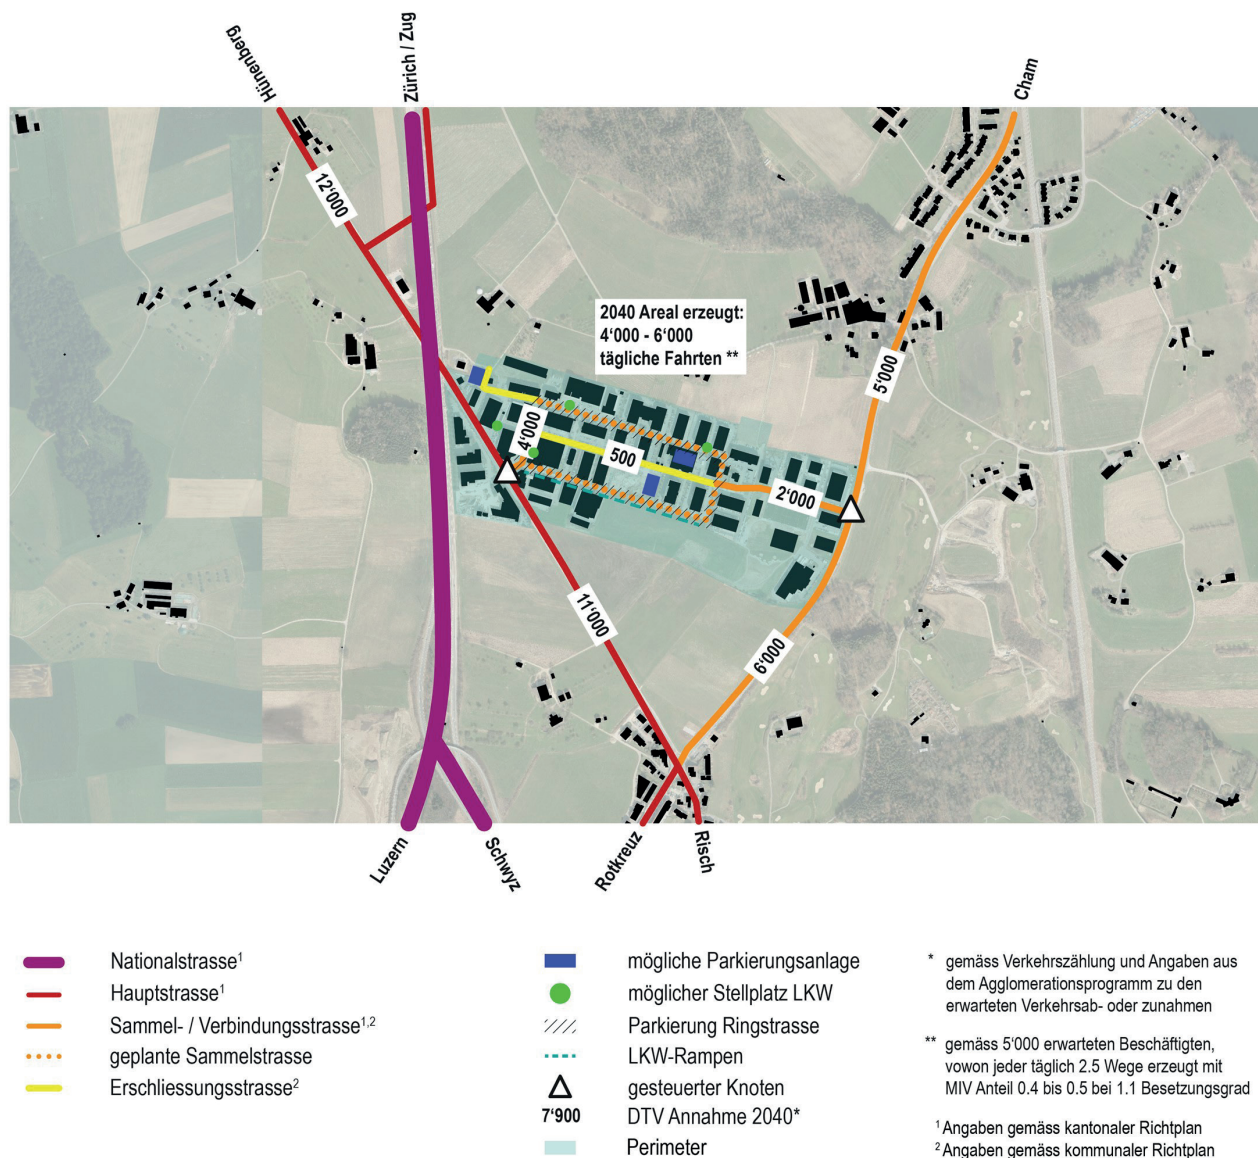 Hünenberg
Zürich / Zug
Cham
12‘000
2040 Areal erzeugt:
4‘000 - 6‘000
tägliche Fahrten **
5‘000
4‘000
500
2‘000
11‘000
6‘000
Luzern
Schwyz
Rotkreuz
Risch
Nationalstrasse¹
Hauptstrasse¹
Sammel- / Verbindungsstrasse¹,²
geplante Sammelstrasse
Erschliessungsstrasse²
mögliche Parkierungsanlage
möglicher Stellplatz LKW
Parkierung Ringstrasse
LKW-Rampen
gesteuerter Knoten
7‘900 DTV Annahme 2040*
Perimeter
* gemäss Verkehrszählung und Angaben aus
dem Agglomerationsprogramm zu den
erwarteten Verkehrsab- oder zunahmen
** gemäss 5‘000 erwarteten Beschäftigten,
vowon jeder täglich 2.5 Wege erzeugt mit
MIV Anteil 0.4 bis 0.5 bei 1.1 Besetzungsgrad
¹ Angaben gemäss kantonaler Richtplan
² Angaben gemäss kommunaler Richtplan